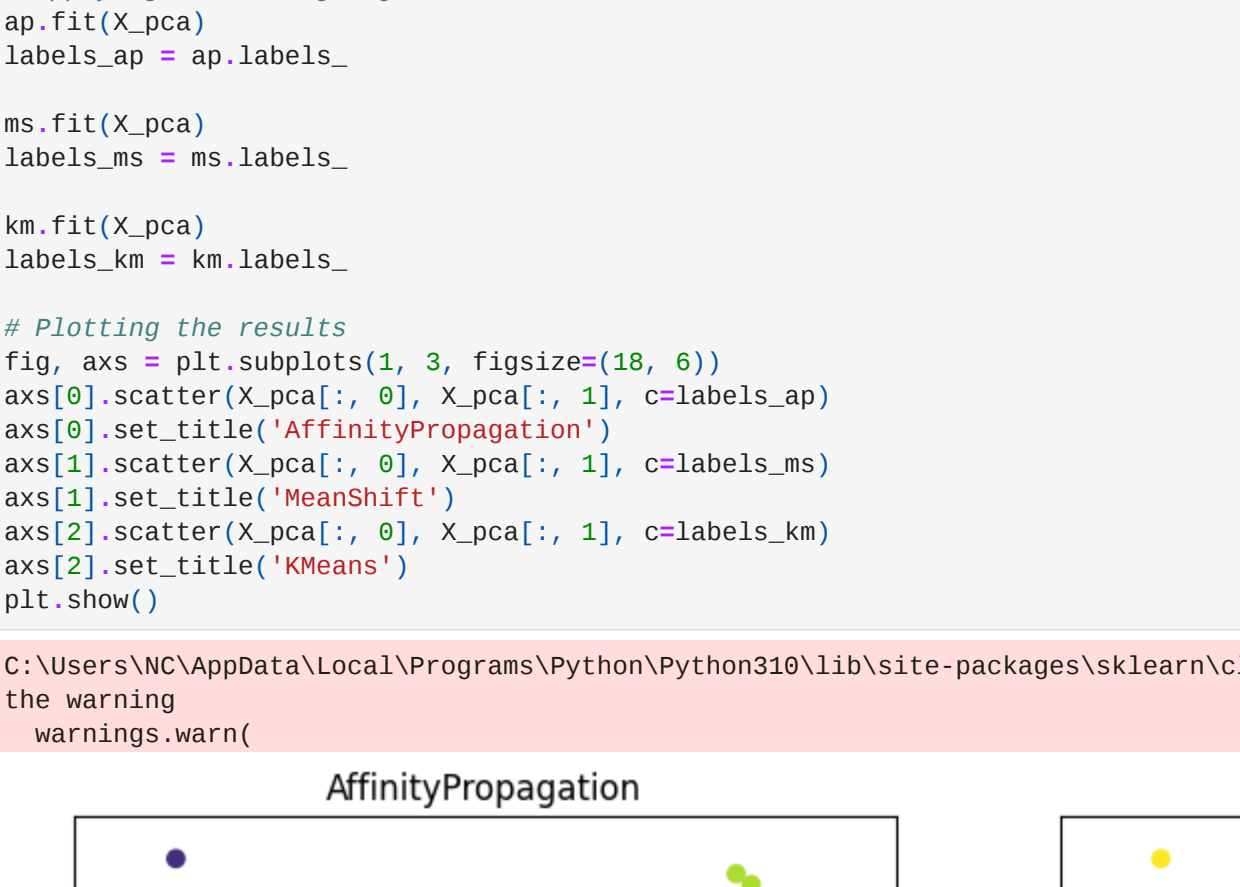 ap.fit(X_pca)
labels_ap = ap.labels_
ms.fit(X_pca)
labels_ms = ms.labels_
km.fit(X_pca)
labels_km = km.labels_
# Plotting the results
fig, axs = plt.subplots(1, 3, figsize=(18, 6))
axs[0].scatter(X_pca[:, 0], X_pca[:, 1], c=labels_ap)
axs[0].set_title('AffinityPropagation')
axs[1].scatter(X_pca[:, 0], X_pca[:, 1], c=labels_ms)
axs[1].set_title('MeanShift')
axs[2].scatter(X_pca[:, 0], X_pca[:, 1], c=labels_km)
axs[2].set_title('KMeans')
plt.show()
C:\Users\NC\AppData\Local\Programs\Python\Python310\lib\site-packages\sklearn\c
the warning
warnings.warn(
AffinityPropagation